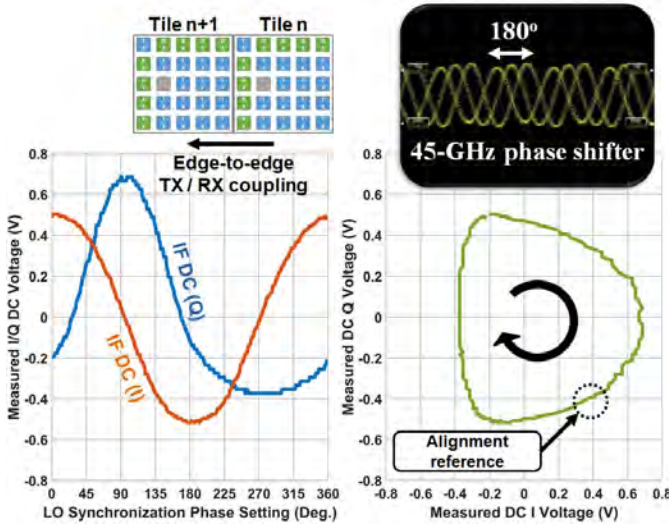 Tile n+1 Tile n
180º
45-GHz phase shifter
Edge-to-edge
TX / RX coupling
Measured I/Q DC Voltage (V)
0.8
0.6
0.4
0.2
0
-0.2
-0.4
-0.6
-0.8
IF DC (Q)
IF DC (I)
0 45 90 135 180 225 270 315 360
LO Synchronization Phase Setting (Deg.)
Measured DC Q Voltage (V)
0.8
0.6
0.4
0.2
0
-0.2
-0.4
-0.6
-0.8
Alignment
reference
-0.8 -0.6 -0.4 -0.2 0.0 0.2 0.4 0.6 0.8
Measured DC I Voltage (V)